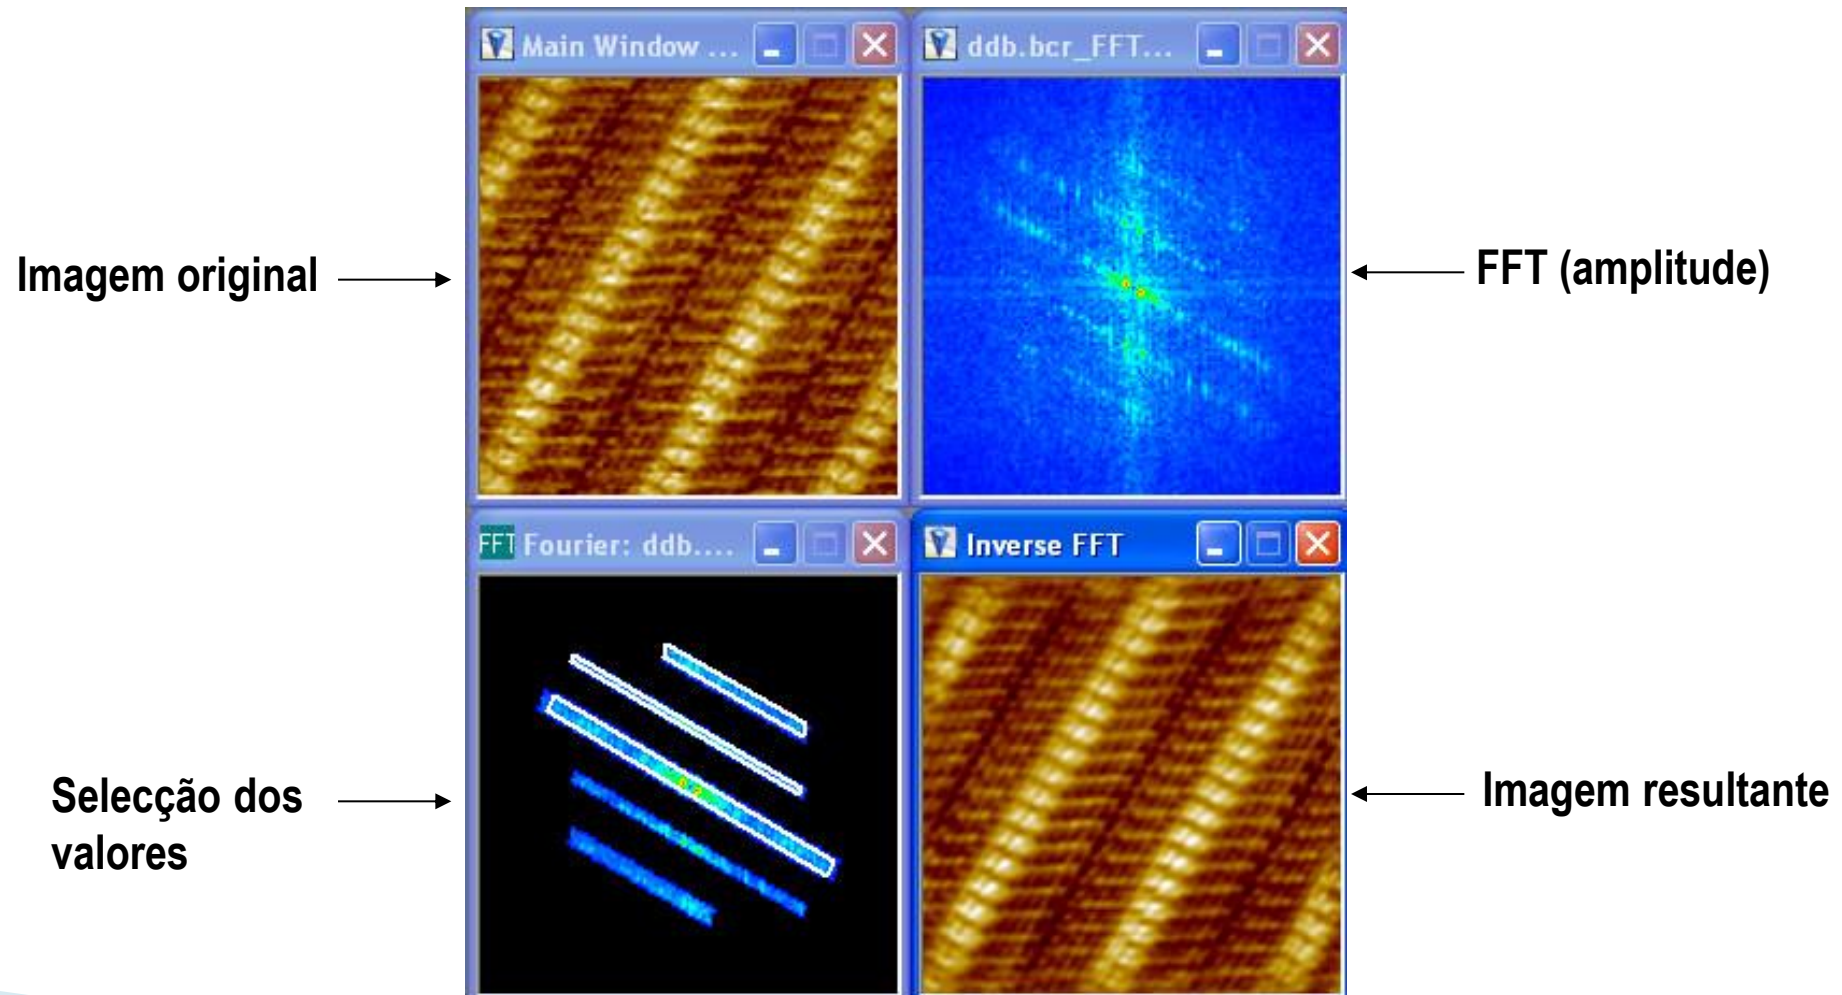 Main Window ...
ddb.bcr_FFT...
Imagem original
FFT (amplitude)
FFT Fourier: ddb....
Inverse FFT
Selecção dos
valores
Imagem resultante